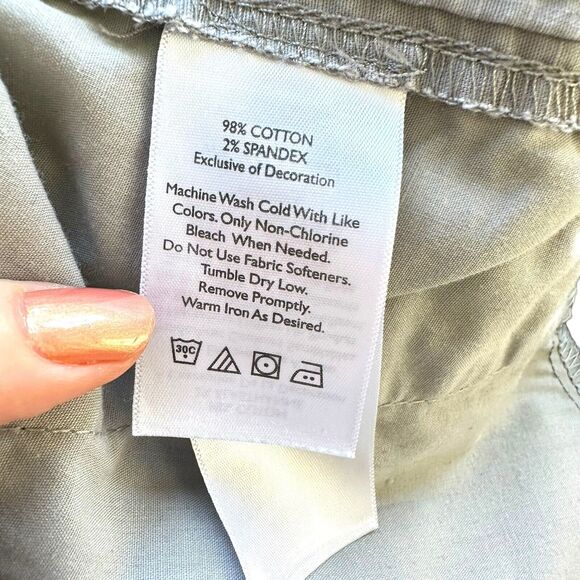 98% COTTON
2% SPANDEX
Exclusive of Decoration
Machine Wash Cold With Like
Colors. Only Non-Chlorine
Bleach When Needed.
Do Not Use Fabric Softeners.
Tumble Dry Low.
Remove Promptly.
Warm Iron As Desired.
30C